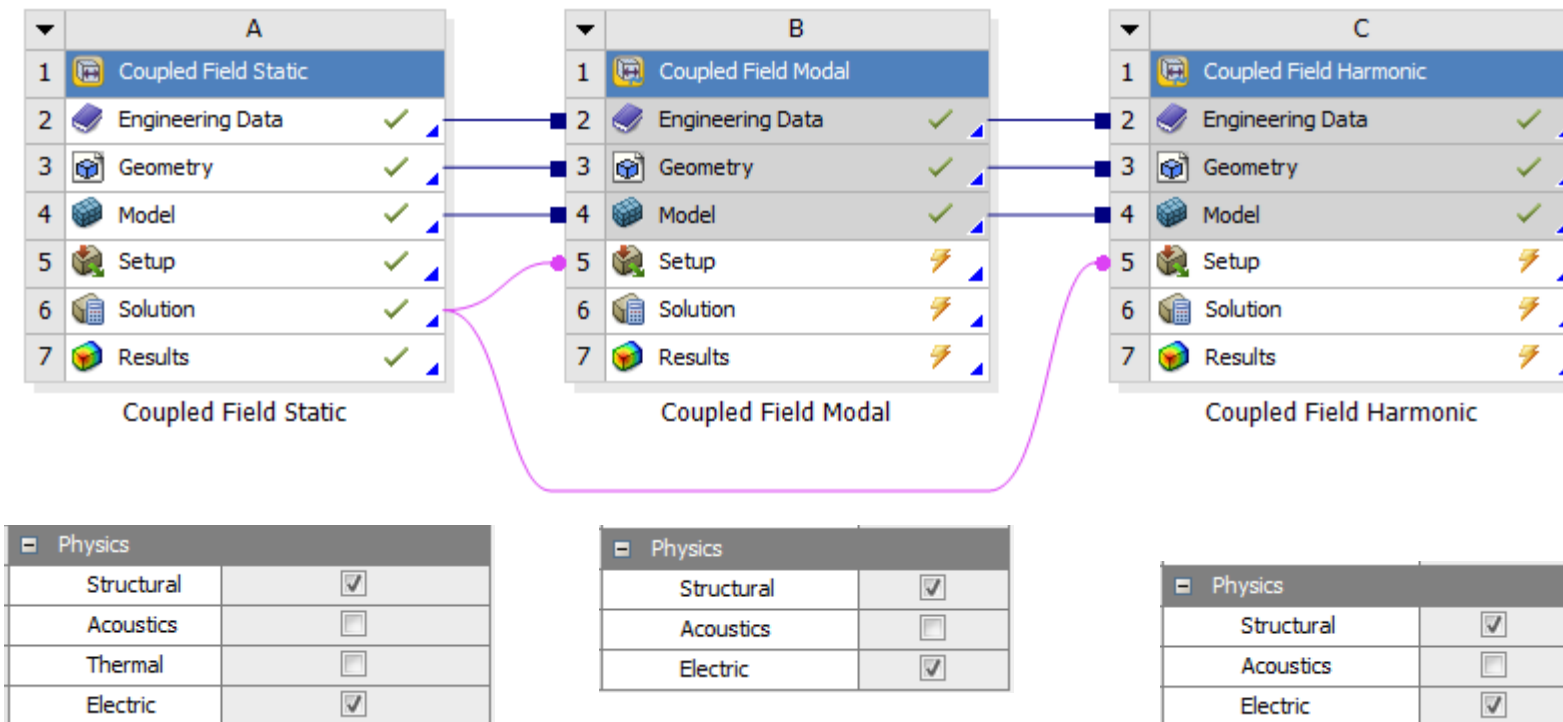 A
1 Coupled Field Static
2 Engineering Data
3 Geometry
4 Model
5 Setup
6 Solution
7 Results
Coupled Field Static
B
1 Coupled Field Modal
2 Engineering Data
3 Geometry
4 Model
5 Setup
6 Solution
7 Results
Coupled Field Modal
C
1 Coupled Field Harmonic
2 Engineering Data
3 Geometry
4 Model
5 Setup
6 Solution
7 Results
Coupled Field Harmonic
Physics
Structural
Acoustics
Thermal
Electric
Physics
Structural
Acoustics
Electric
Physics
Structural
Acoustics
Electric